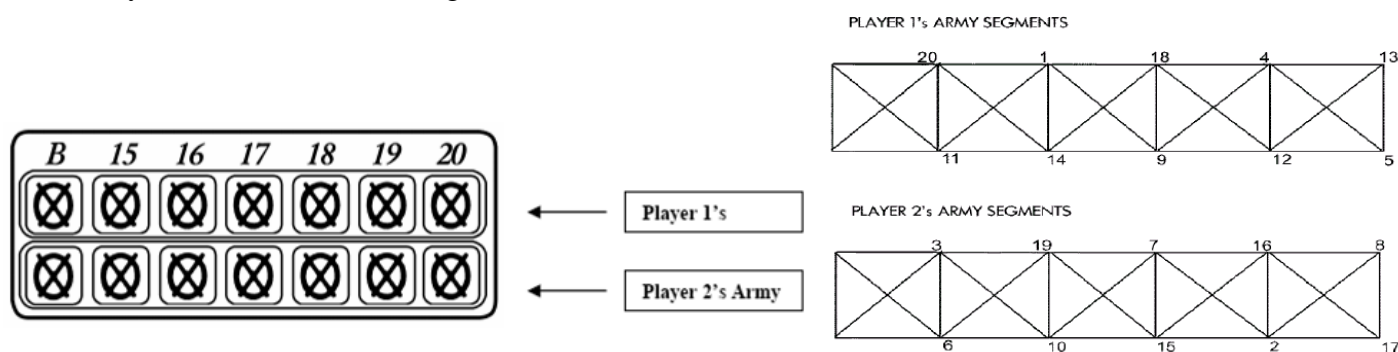 PLAYER 1's ARMY SEGMENTS
20 1 18 4 13
11 14 9 12 5
B 15 16 17 18 19 20
Player 1's
Player 2's Army
PLAYER 2's ARMY SEGMENTS
3 19 7 16 8
6 10 15 2 17